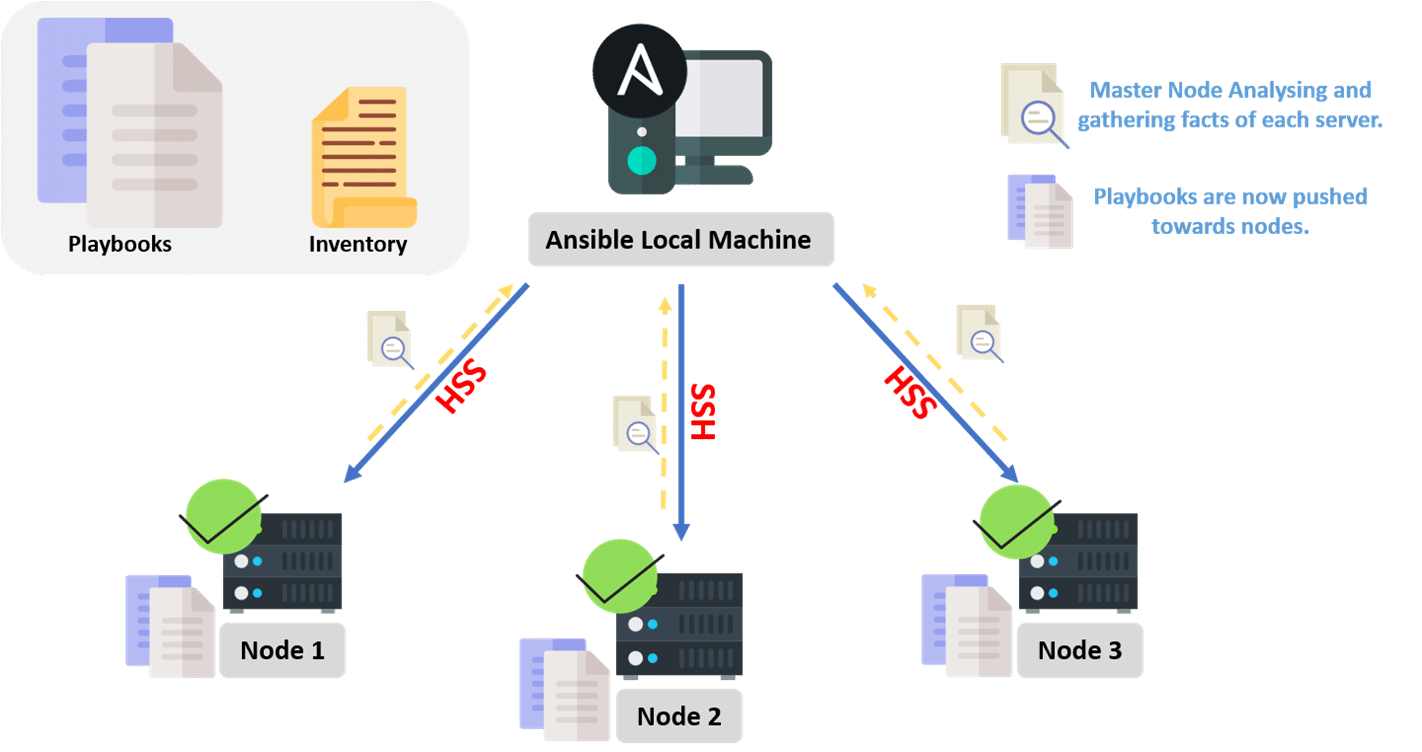 Playbooks
Inventory
Ansible Local Machine
Master Node Analysing and
gathering facts of each server.
Playbooks are now pushed
towards nodes.
HSS
SSH
HSS
Node 1
Node 2
Node 3